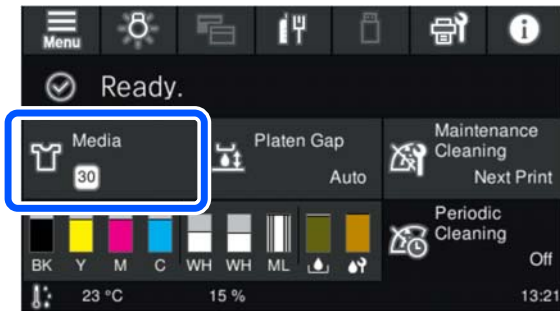 Menu
Ready.
Media
30
Platen Gap
Auto
Maintenance
Cleaning
Next Print
BK Y M C WH WH ML
Periodic
Cleaning
Off
23 °C 15 % 13:21